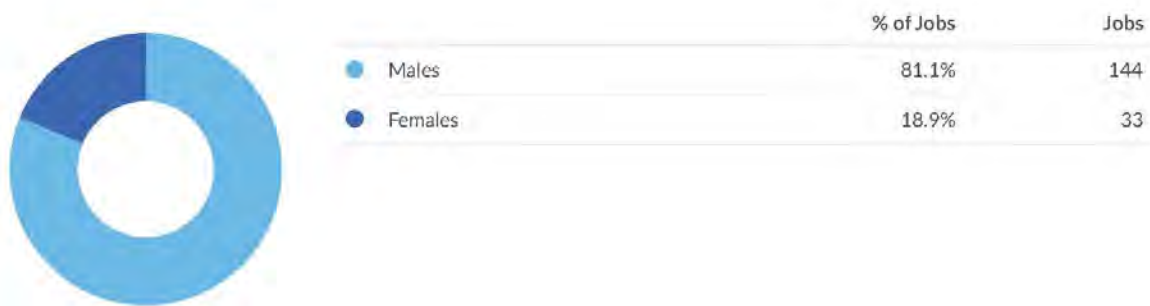 % of Jobs Jobs
Males 81.1% 144
Females 18.9% 33